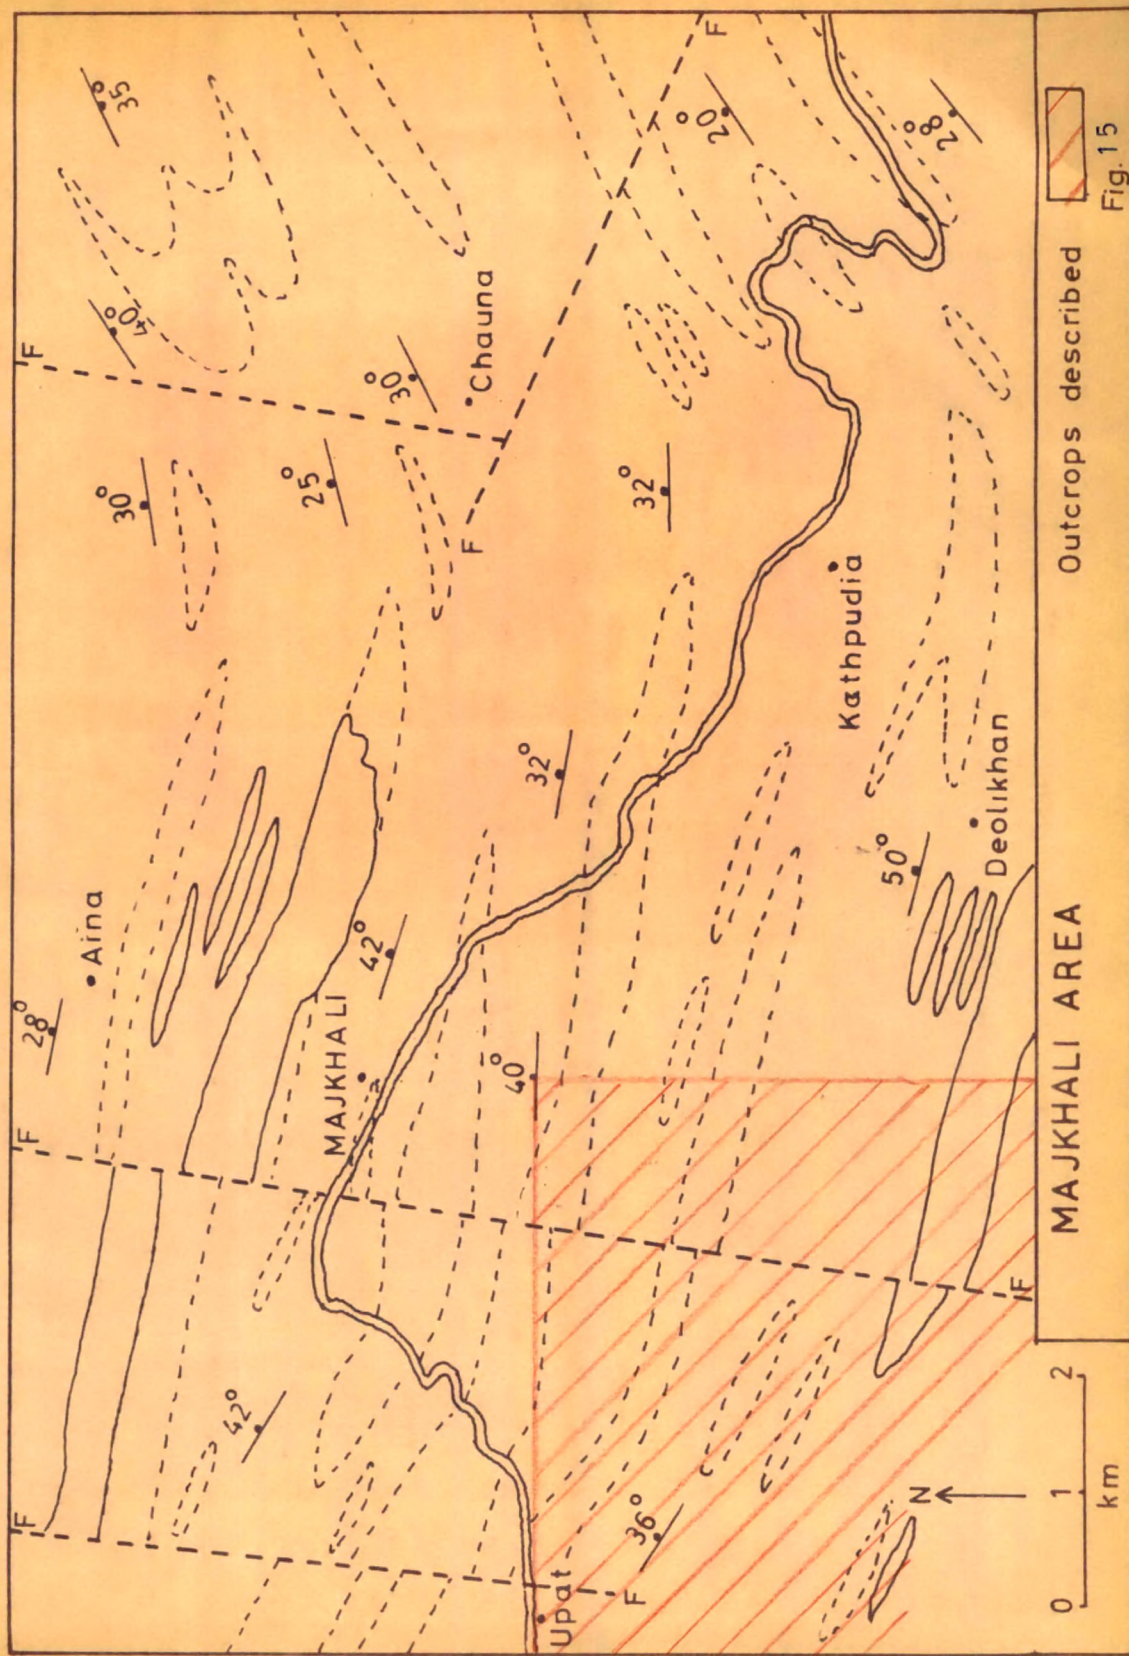 F
F
28°
Aina
30°
F
40°
35°
42°
MAJKHALI
42°
25°
30°
Chauna
F
40°
32°
32°
F
20°
Upat
F
36°
Kathpudia
50°
Deolikhan
28°
N
F
0 1 2
km
MAJKHALI AREA
Outcrops described
Fig. 15